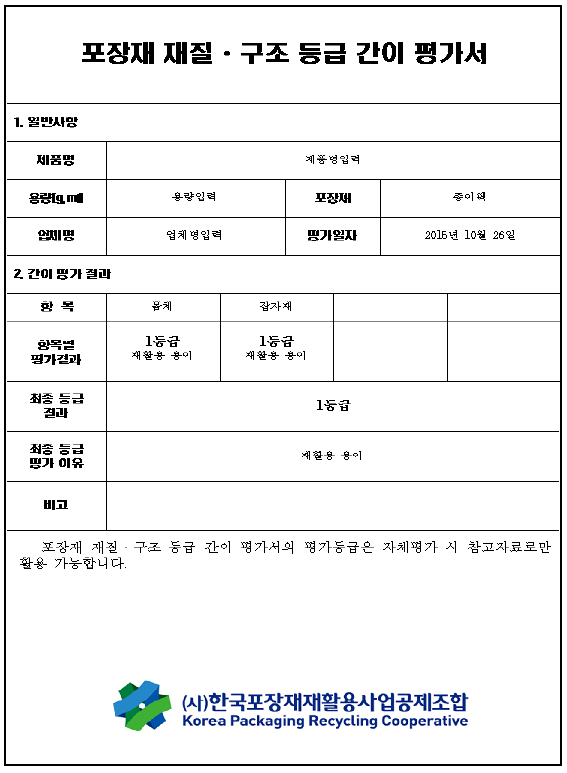 포장재 재질 · 구조 등급 간이 평가서
1. 일반사항
제품명 제품명입력
용량(g, ml) 용량입력 포장재 종이팩
업체명 업체명입력 평가일자 2015년 10월 26일
2. 간이 평가 결과
항 목 몸체 잡자재
항목별
평가결과
1등급
재활용 용이
1등급
재활용 용이
최종 등급
결과
1등급
최종 등급
평가 이유
재활용 용이
비고
포장재 재질 · 구조 등급 간이 평가서의 평가등급은 자체평가 시 참고자료로만
활용 가능합니다.
(사)한국포장재재활용사업공제조합
Korea Packaging Recycling Cooperative